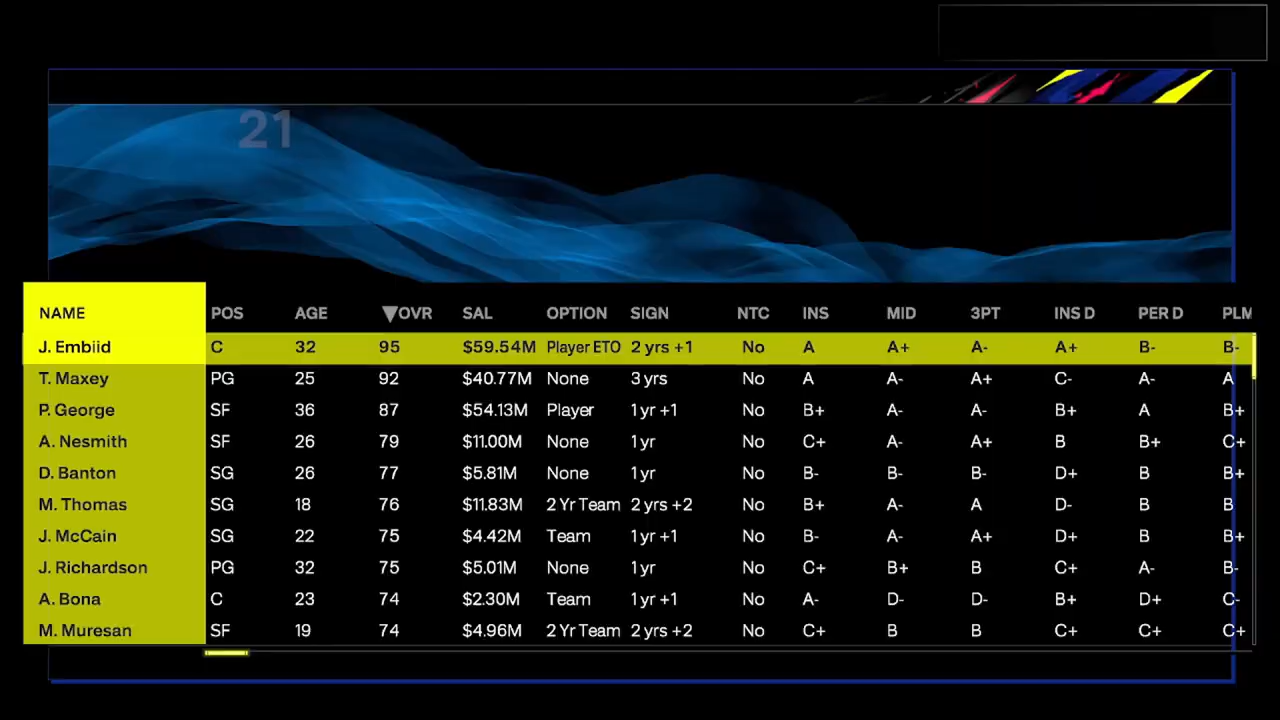 21
NAME POS AGE ▼OVR SAL OPTION SIGN NTC INS MID 3PT INS D PER D PLM
J. Embiid C 32 95 $59.54M Player ETO 2 yrs +1 No A A+ A- A+ B- B-
T. Maxey PG 25 92 $40.77M None 3 yrs No A A- A+ C- A- A
P. George SF 36 87 $54.13M Player 1 yr +1 No B+ A- A- B+ A B+
A. Nesmith SF 26 79 $11.00M None 1 yr No C+ A- A+ B B+ C+
D. Banton SG 26 77 $5.81M None 1 yr No B- B- B- D+ B B+
M. Thomas SG 18 76 $11.83M 2 Yr Team 2 yrs +2 No B+ A- A D- B B
J. McCain SG 22 75 $4.42M Team 1 yr +1 No B- A- A+ D+ B B+
J. Richardson PG 32 75 $5.01M None 1 yr No C+ B+ B C+ A- B-
A. Bona C 23 74 $2.30M Team 1 yr +1 No A- D- D- B+ D+ C-
M. Muresan SF 19 74 $4.96M 2 Yr Team 2 yrs +2 No C+ B B C+ C+ C+